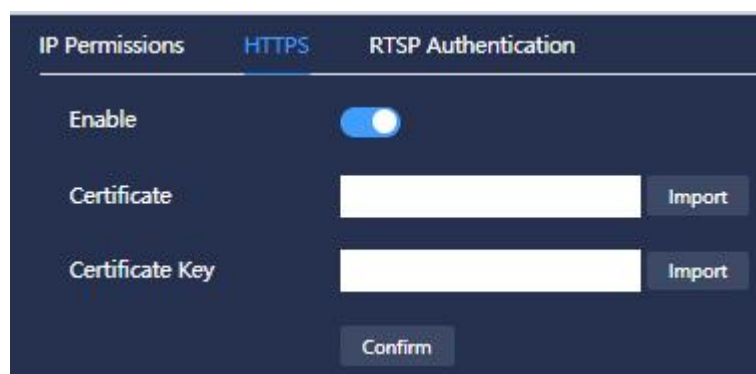 IP Permissions HTTPS RTSP Authentication
Enable
Certificate Import
Certificate Key Import
Confirm